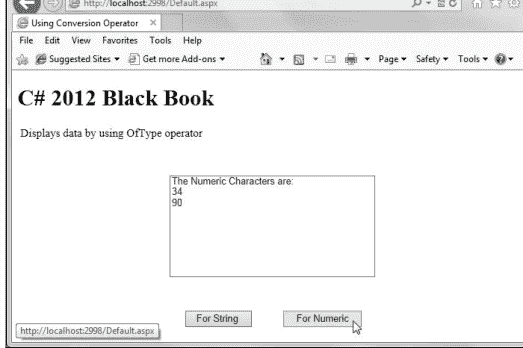 http://localhost:2998/Default.aspx
Using Conversion Operator
File Edit View Favorites Tools Help
Suggested Sites Get more Add-ons Page Safety Tools
C# 2012 Black Book
Displays data by using OfType operator
The Numeric Characters are:
34
90
For String For Numeric
http://localhost:2998/Default.aspx